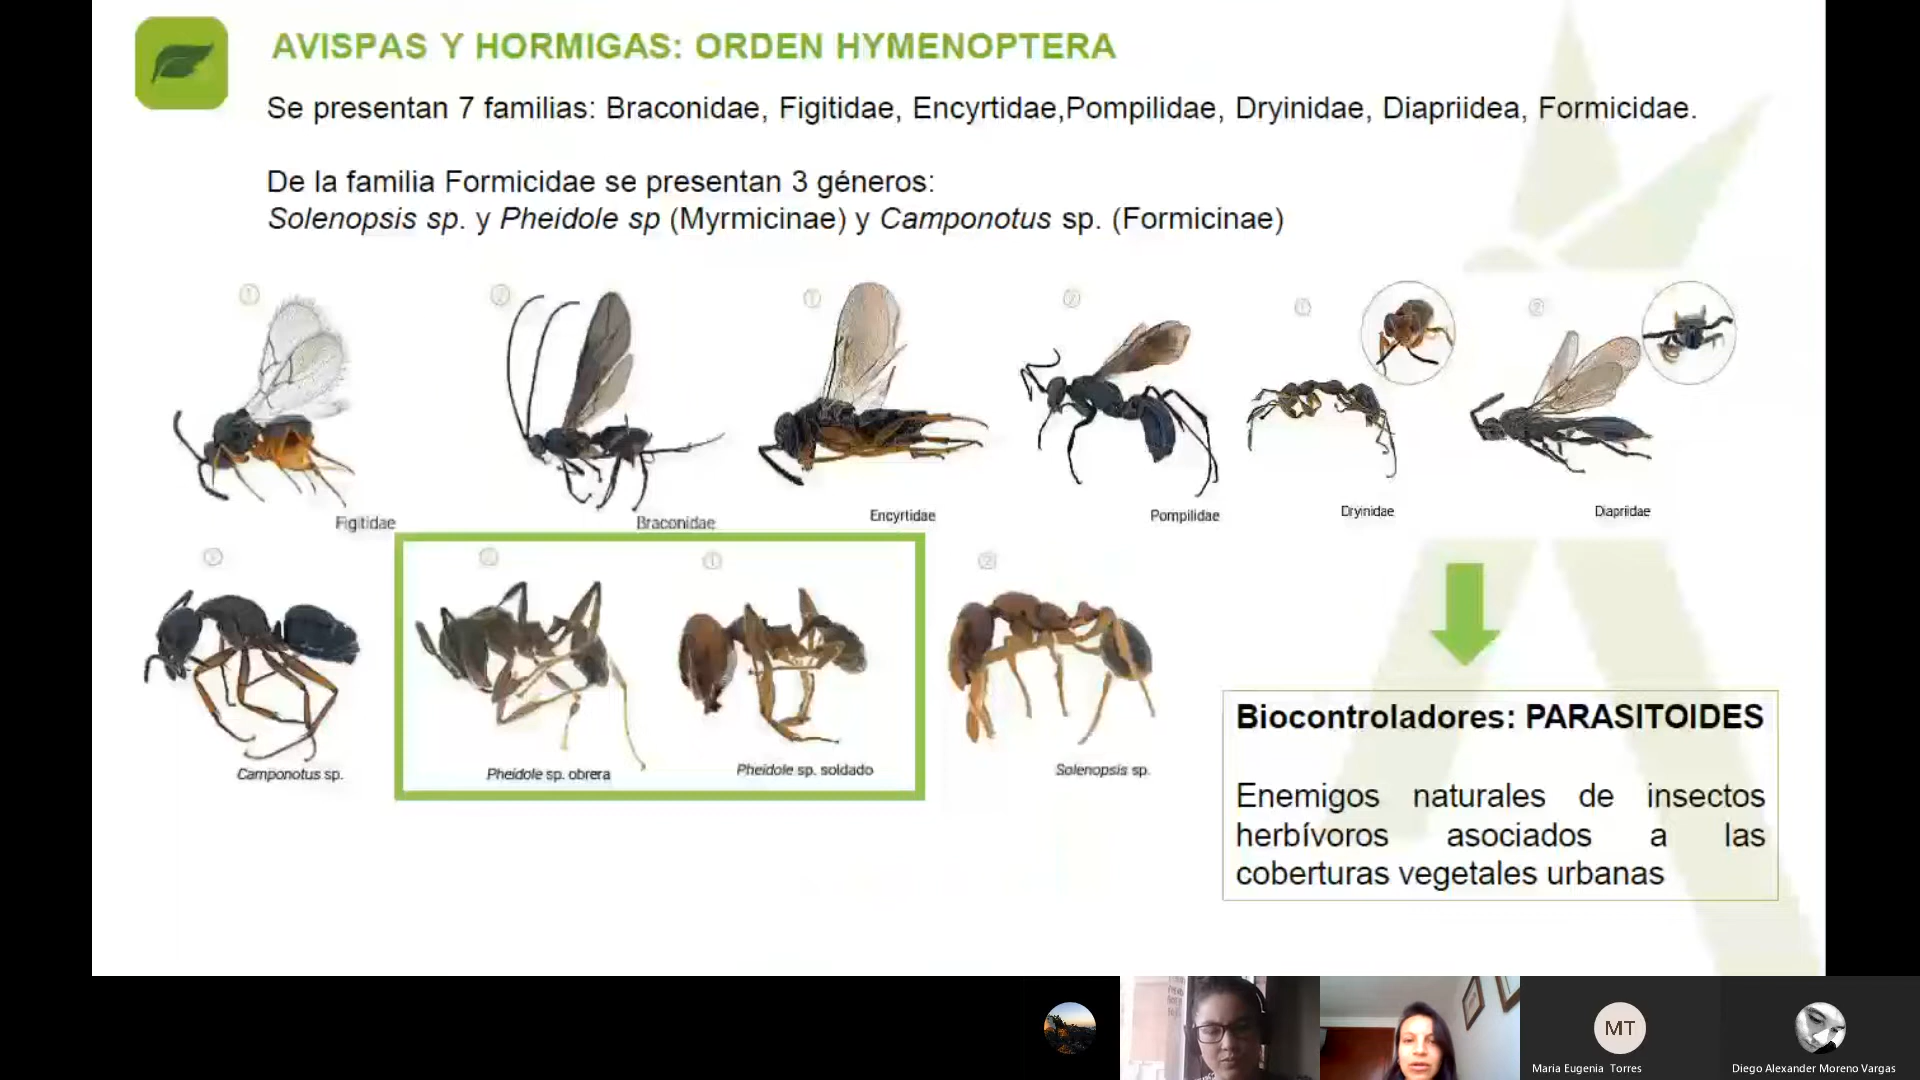 AVISPAS Y HORMIGAS: ORDEN HYMENOPTERA
Se presentan 7 familias: Braconidae, Figitidae, Encyrtidae,Pompilidae, Dryinidae, Diapriidea, Formicidae.
De la familia Formicidae se presentan 3 géneros:
Solenopsis sp. y Pheidole sp (Myrmicinae) y Camponotus sp. (Formicinae)
Figitidae
Braconidae
Encyrtidae
Pompilidae
Dryinidae
Diapriidae
Camponotus sp.
Pheidole sp. obrera
Pheidole sp. soldado
Solenopsis sp.
Biocontroladores: PARASITOIDES
Enemigos naturales de insectos
herbívoros asociados a las
coberturas vegetales urbanas
MT
Maria Eugenia Torres
Diego Alexander Moreno Vargas